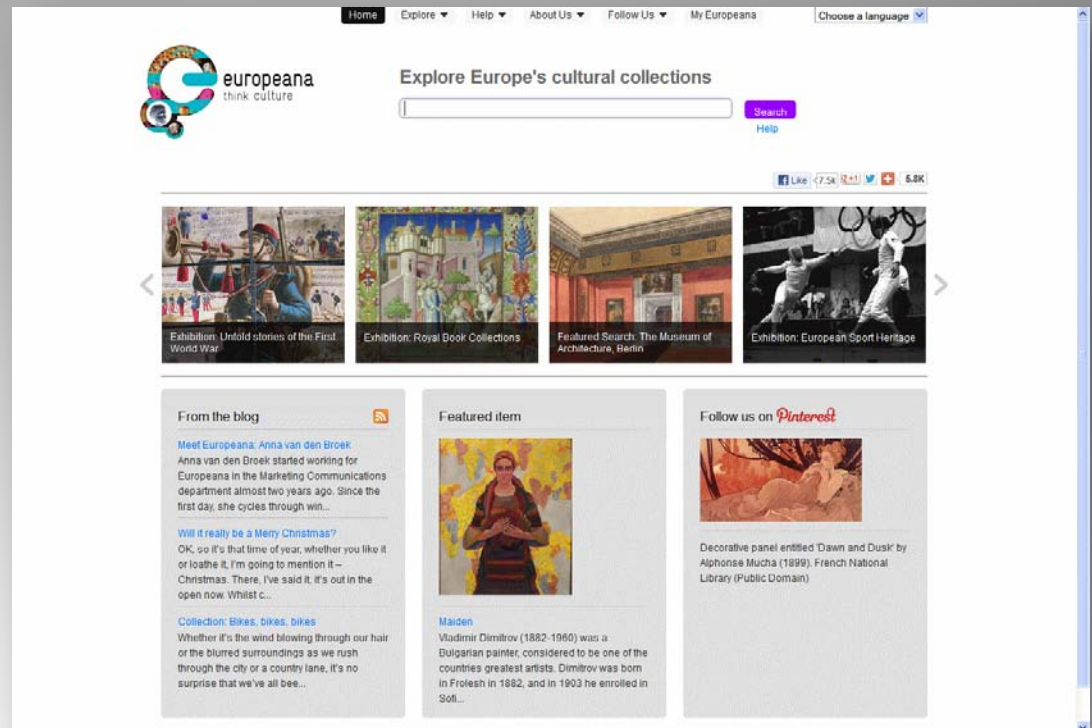 Home Explore Help About Us Follow Us My Europeana Choose a language
europeana
think culture
Explore Europe's cultural collections
Search
Help
Like 7.5k +1 5.8K
Exhibition: Untold stories of the First
World War
Exhibition: Royal Book Collections
Featured Search: The Museum of
Architecture, Berlin
Exhibition: European Sport Heritage
From the blog
Meet Europeana: Anna van den Broek
Anna van den Broek started working for
Europeana in the Marketing Communications
department almost two years ago. Since the
first day, she cycles through win...
Will it really be a Merry Christmas?
OK, so it's that time of year, whether you like it
or loathe it, I'm going to mention it –
Christmas. There, I've said it, it's out in the
open now. Whilst c...
Collection: Bikes, bikes, bikes
Whether it's the wind blowing through our hair
or the blurred surroundings as we rush
through the city or a country lane, it's no
surprise that we've all bee...
Featured item
Maiden
Vladimir Dimitrov (1882-1960) was a
Bulgarian painter, considered to be one of the
countries greatest artists. Dimitrov was born
in Frolesh in 1882, and in 1903 he enrolled in
Sofi...
Follow us on Pinterest
Decorative panel entitled 'Dawn and Dusk' by
Alphonse Mucha (1899). French National
Library (Public Domain)